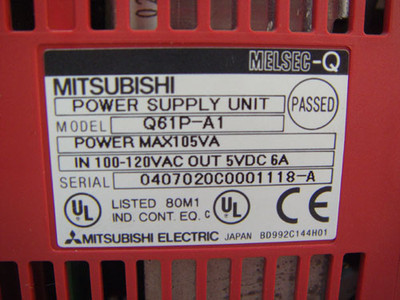 MELSEC-Q
MITSUBISHI
POWER SUPPLY UNIT
PASSED
MODEL Q61P-A1
POWER MAX105VA
IN 100-120VAC OUT 5VDC 6A
SERIAL 0407020C0001118-A
UL LISTED 80M1 UL
IND. CONT. EQ. C
MITSUBISHI ELECTRIC JAPAN BD992C144H01